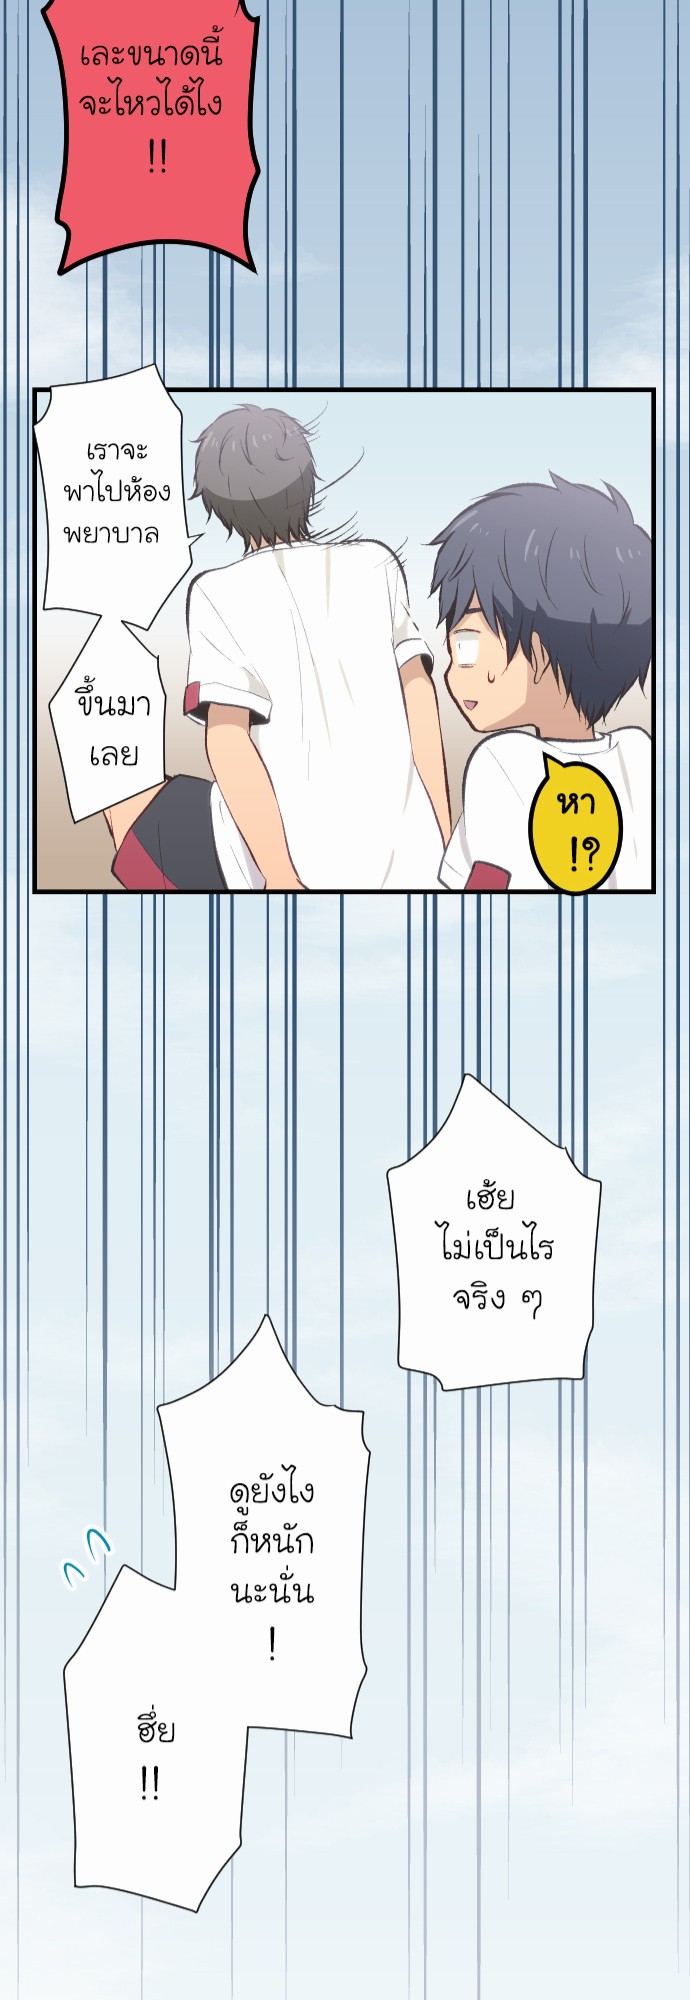 เละขนาดนี้
จะไหวได้ไง
!!
เราจะ
พาไปห้อง
พยาบาล
ขึ้นมา
เลย
หา
!?
เฮ้ย
ไม่เป็นไร
จริง ๆ
ดูยังไง
ก็หนัก
นะนั่น
!
ฮึ่ย
!!